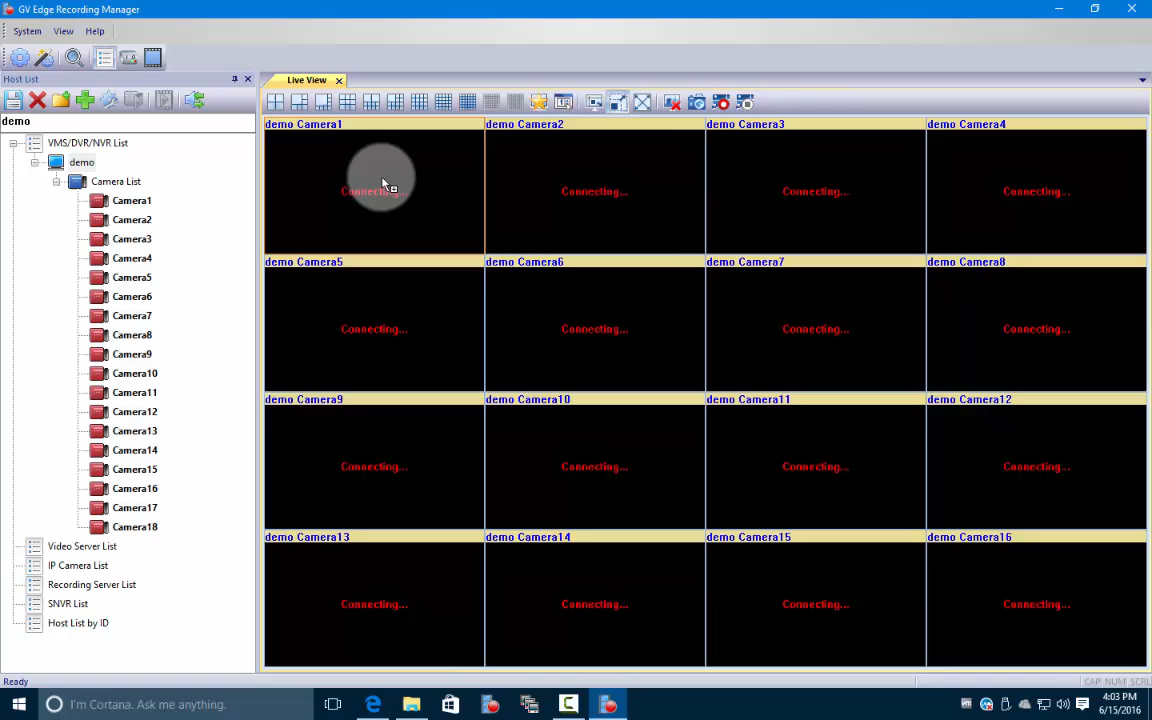 GV Edge Recording Manager
System View Help
Host List
Live View
demo
VMS/DVR/NVR List
demo
Camera List
Camera1
Camera2
Camera3
Camera4
Camera5
Camera6
Camera7
Camera8
Camera9
Camera10
Camera11
Camera12
Camera13
Camera14
Camera15
Camera16
Camera17
Camera18
Video Server List
IP Camera List
Recording Server List
SNVR List
Host List by ID
demo Camera1 demo Camera2 demo Camera3 demo Camera4
Connecting... Connecting... Connecting... Connecting...
demo Camera5 demo Camera6 demo Camera7 demo Camera8
Connecting... Connecting... Connecting... Connecting...
demo Camera9 demo Camera10 demo Camera11 demo Camera12
Connecting... Connecting... Connecting... Connecting...
demo Camera13 demo Camera14 demo Camera15 demo Camera16
Connecting... Connecting... Connecting... Connecting...
Ready
CAP NUM SCRL
I'm Cortana. Ask me anything.
4:03 PM
6/15/2016